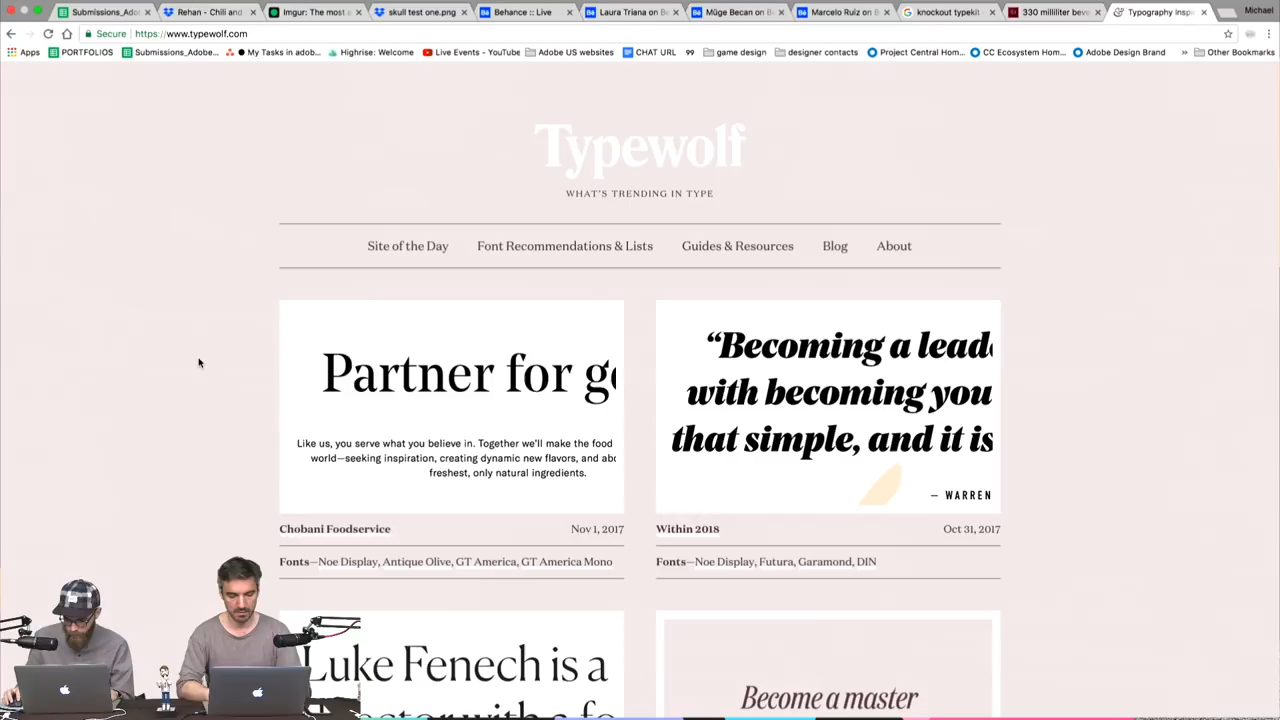 Submissions_Ado
Rehan - Chili and
Imgur: The most a
skull test one.png
Behance :: Live
Laura Triana on Be
Müge Becan on Be
Marcelo Ruiz on B
knockout typekit
330 milliliter beve
Typography Inspi
Michael
Secure
https://www.typewolf.com
Apps
PORTFOLIOS
Submissions_Adobe...
My Tasks in adob...
Highrise: Welcome
Live Events - YouTube
Adobe US websites
CHAT URL
99
game design
designer contacts
Project Central Hom...
CC Ecosystem Hom...
Adobe Design Brand
»
Other Bookmarks
Typewolf
WHAT'S TRENDING IN TYPE
Site of the Day
Font Recommendations & Lists
Guides & Resources
Blog
About
Partner for go
Like us, you serve what you believe in. Together we'll make the food
world—seeking inspiration, creating dynamic new flavors, and abo
freshest, only natural ingredients.
Chobani Foodservice
Nov 1, 2017
Fonts—Noe Display, Antique Olive, GT America, GT America Mono
“Becoming a leade
with becoming you
that simple, and it is
— WARREN
Within 2018
Oct 31, 2017
Fonts—Noe Display, Futura, Garamond, DIN
Luke Fenech is a
Become a master